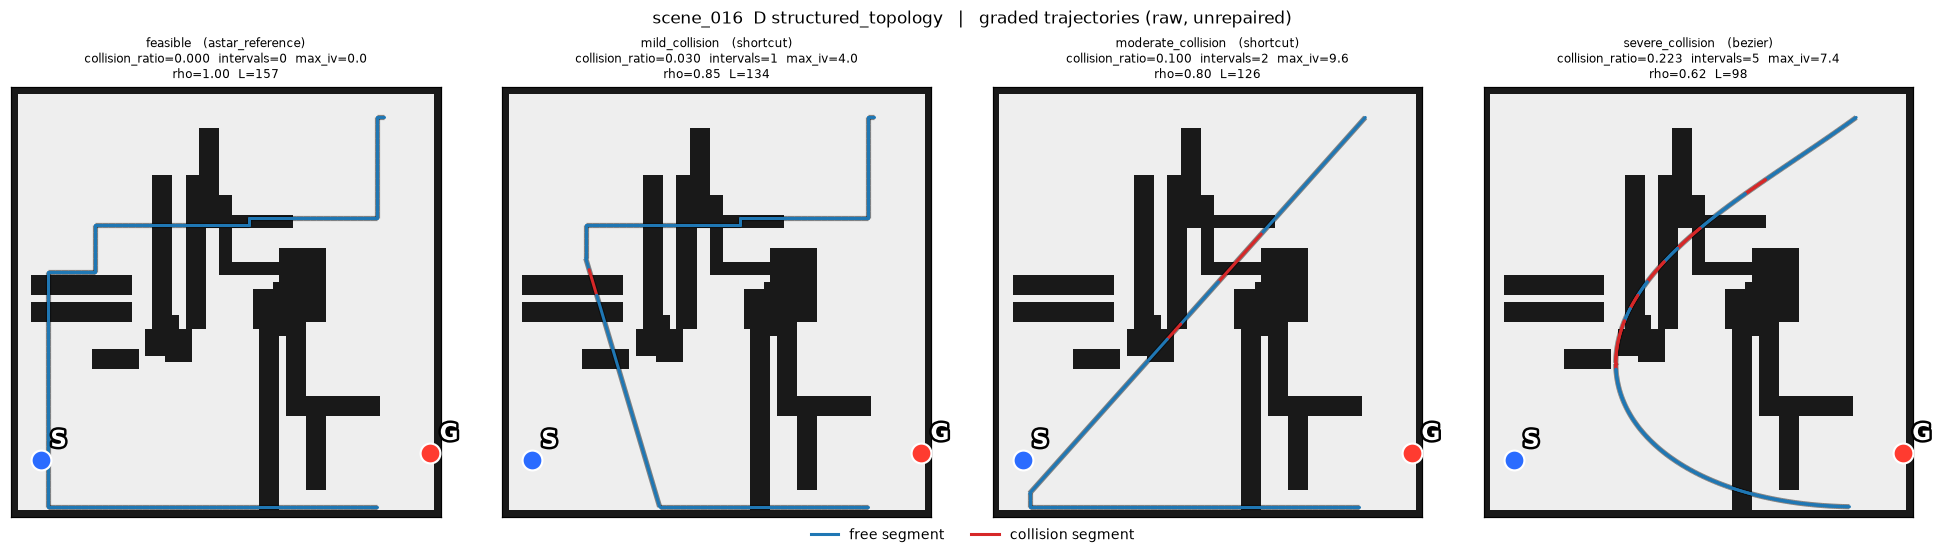 scene_016  D structured_topology   |   graded trajectories (raw, unrepaired)
feasible   (astar_reference)
collision_ratio=0.000  intervals=0  max_iv=0.0
rho=1.00  L=157
mild_collision   (shortcut)
collision_ratio=0.030  intervals=1  max_iv=4.0
rho=0.85  L=134
moderate_collision   (shortcut)
collision_ratio=0.100  intervals=2  max_iv=9.6
rho=0.80  L=126
severe_collision   (bezier)
collision_ratio=0.223  intervals=5  max_iv=7.4
rho=0.62  L=98
S
G
S
G
S
G
S
G
free segment
collision segment